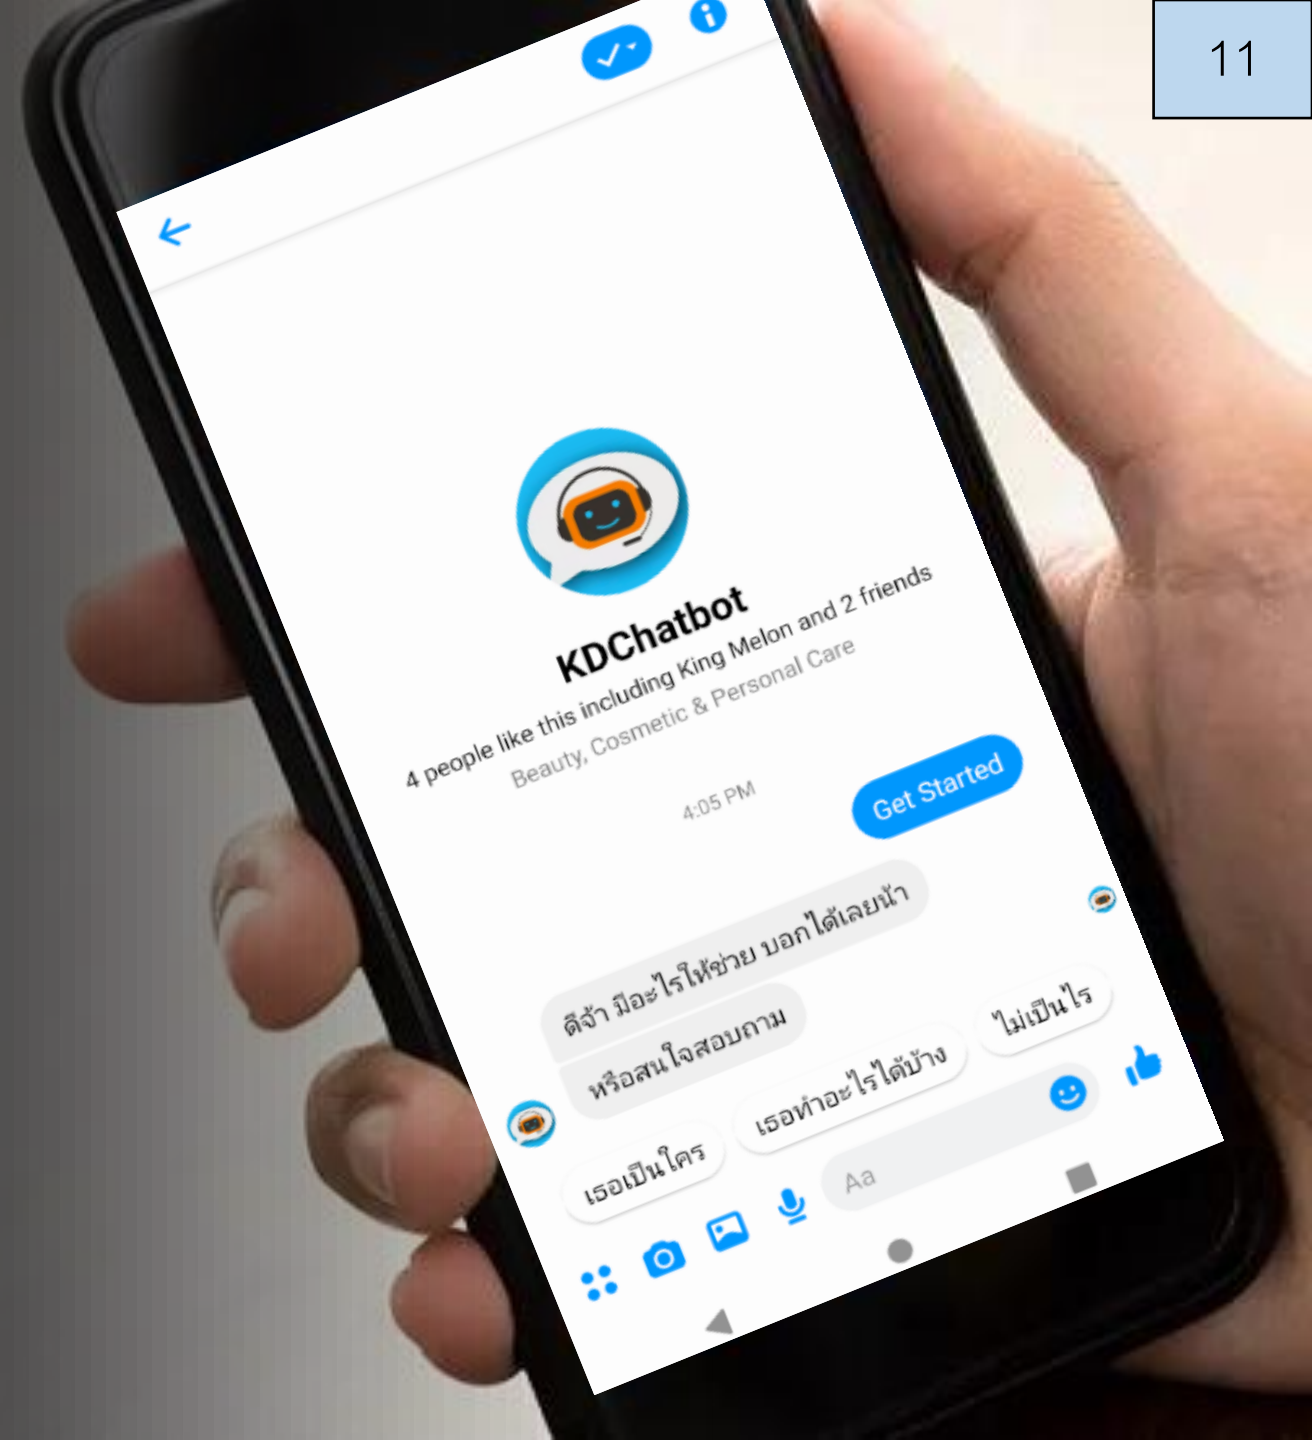 11
KDChatbot
4 people like this including King Melon and 2 friends
Beauty, Cosmetic & Personal Care
4:05 PM
Get Started
ดีจ้า มีอะไรให้ช่วย บอกได้เลยน้า
หรือสนใจสอบถาม
เธอเป็นใคร
เธอทำอะไรได้บ้าง
ไม่เป็นไร
Aa